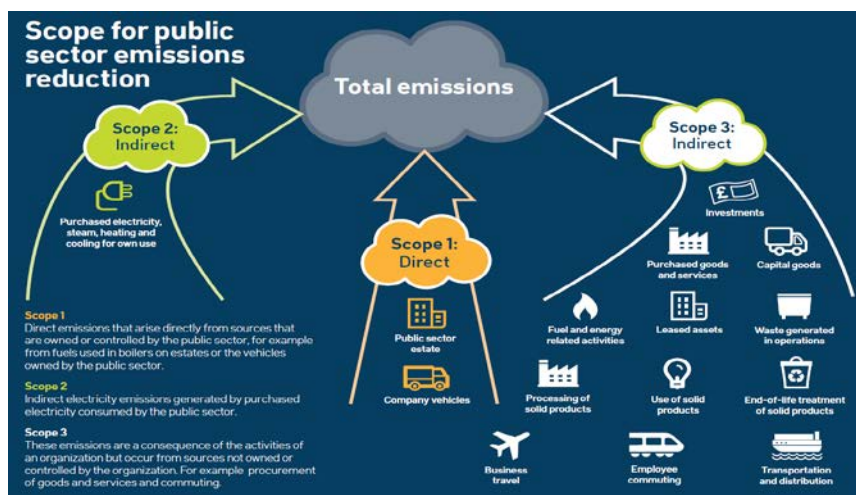 Scope for public
sector emissions
reduction
Total emissions
Scope 2:
Indirect
Purchased electricity,
steam, heating and
cooling for own use
Scope 1:
Direct
Public sector
estate
Company vehicles
Scope 3:
Indirect
£
Investments
Purchased goods
and services
Capital goods
Fuel and energy
related activities
Leased assets
Waste generated
in operations
Processing of
solid products
Use of solid
products
End-of-life treatment
of solid products
Business
travel
Employee
commuting
Transportation
and distribution
Scope 1
Direct emissions that arise directly from sources that
are owned or controlled by the public sector, for example
from fuels used in boilers on estates or the vehicles
owned by the public sector.
Scope 2
Indirect electricity emissions generated by purchased
electricity consumed by the public sector.
Scope 3
These emissions are a consequence of the activities of
an organization but occur from sources not owned or
controlled by the organization. For example procurement
of goods and services and commuting.